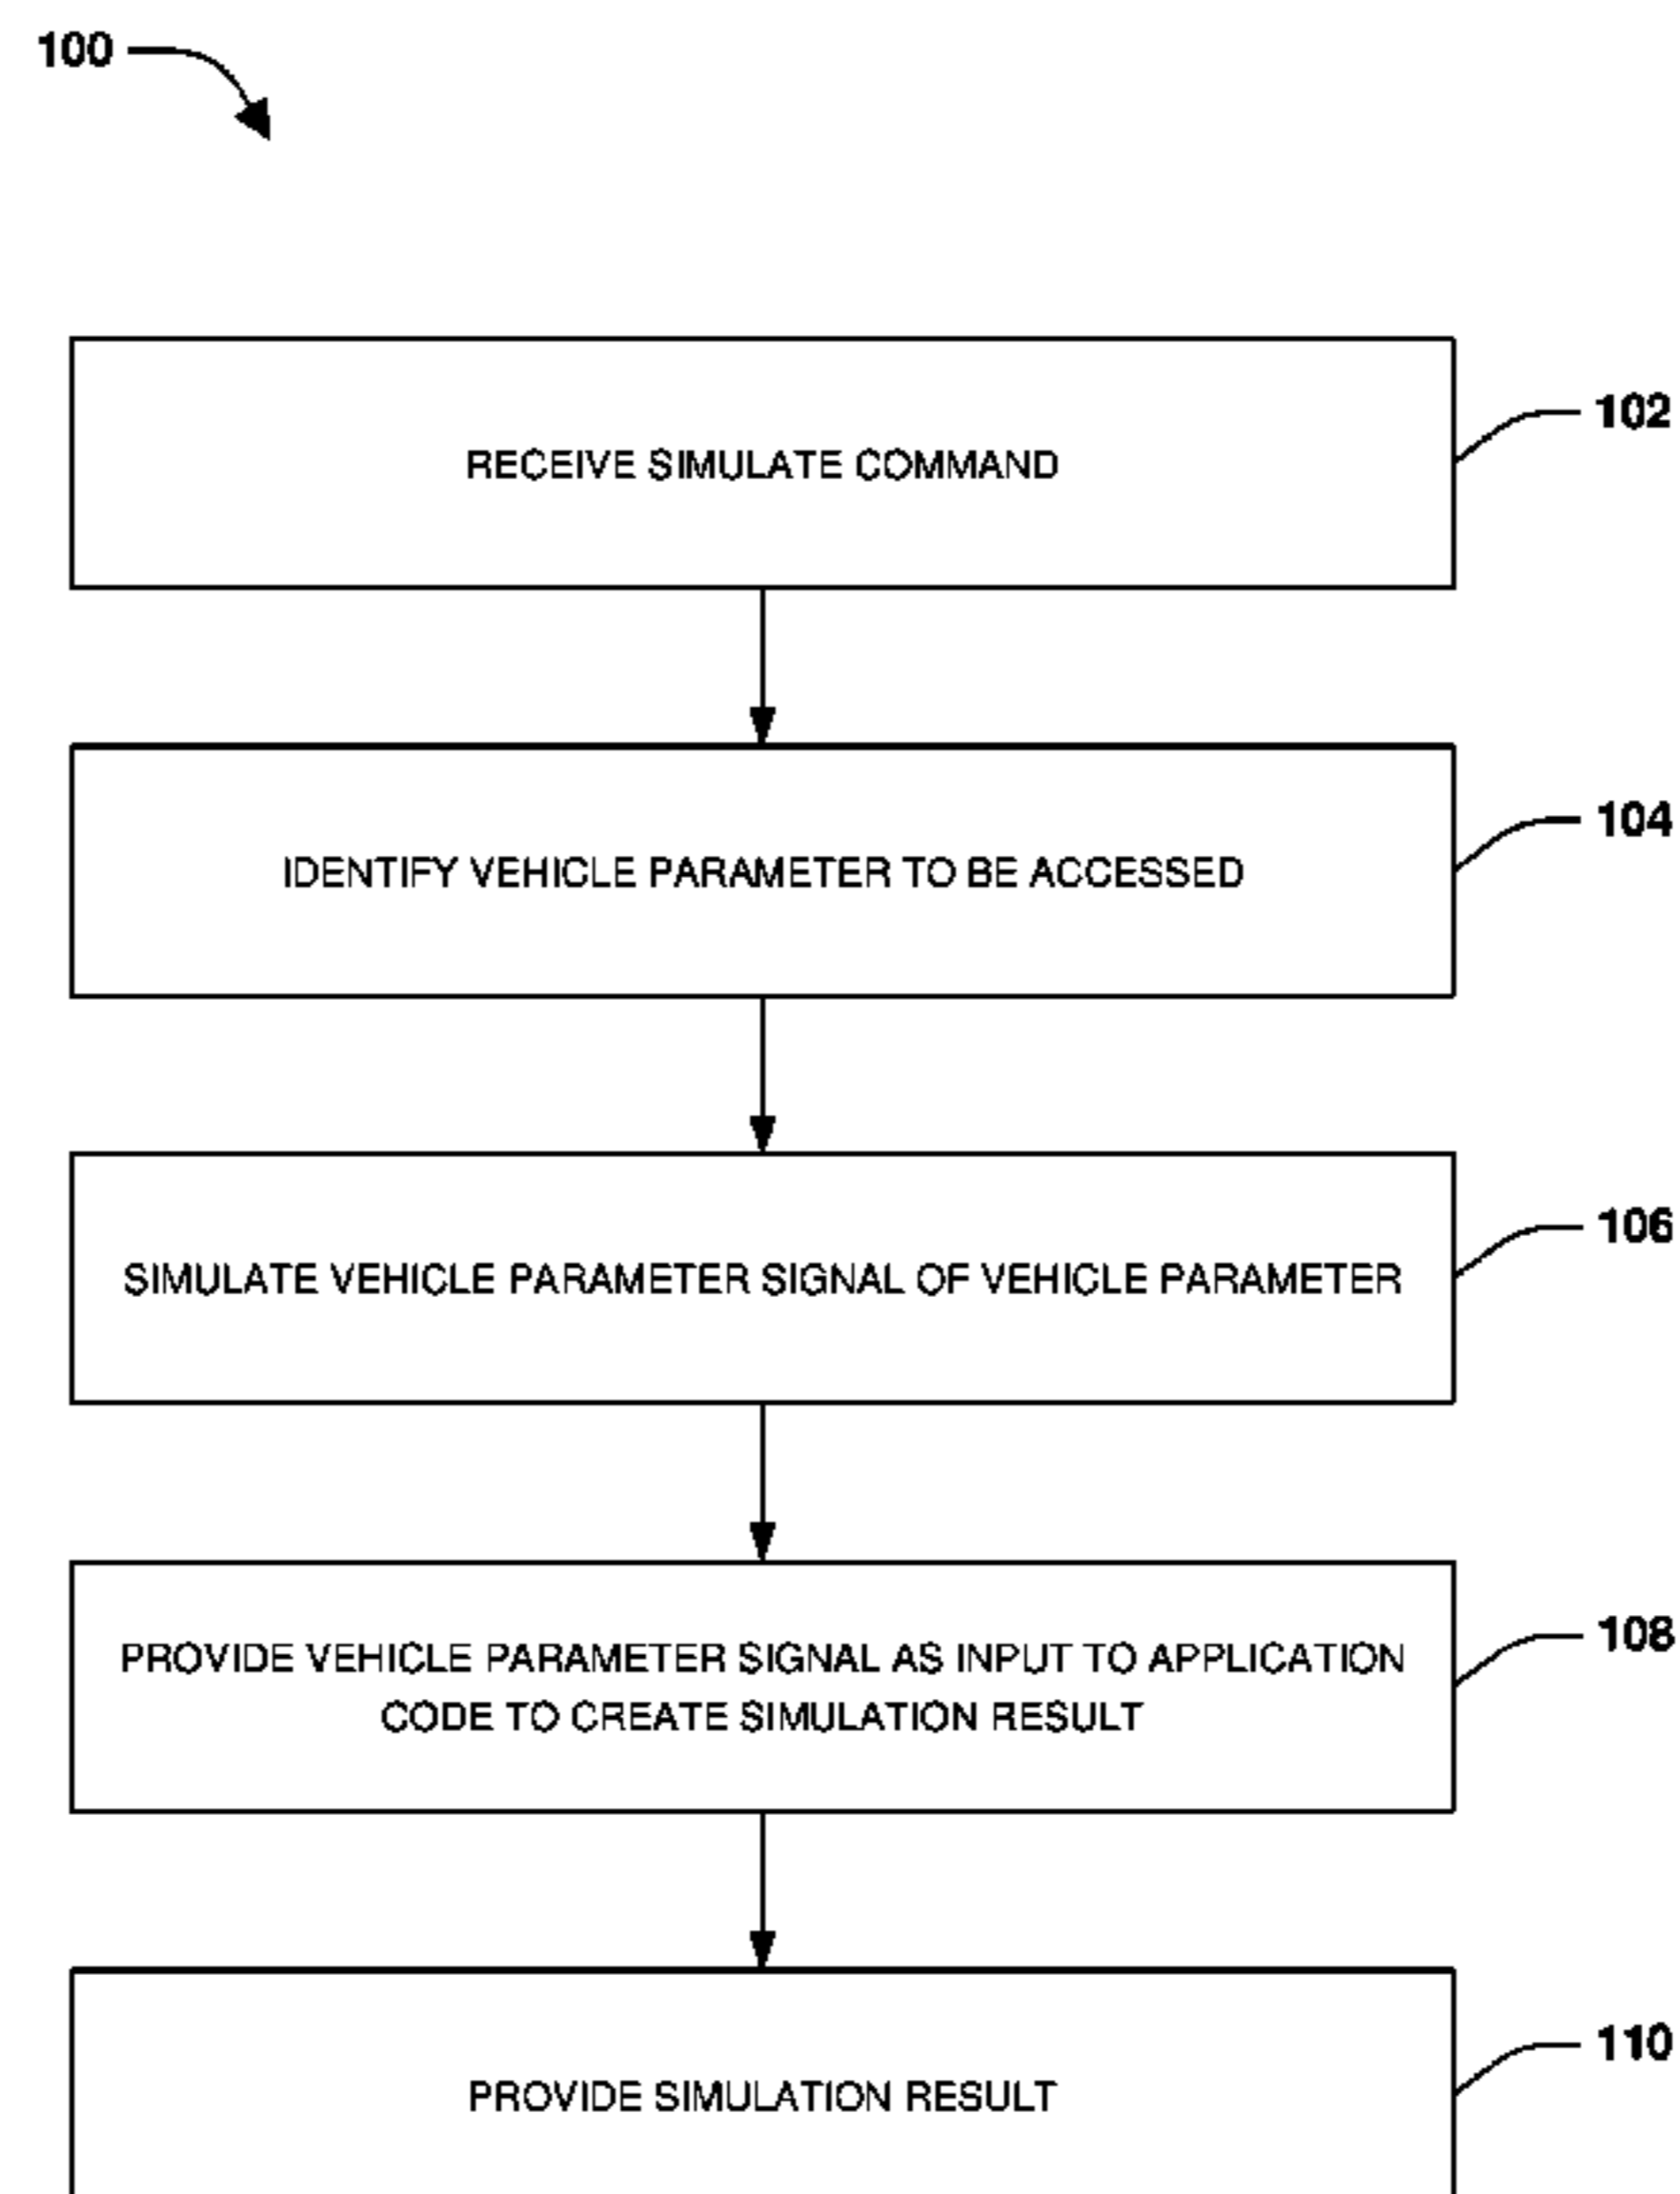 100
102
RECEIVE SIMULATE COMMAND
104
IDENTIFY VEHICLE PARAMETER TO BE ACCESSED
106
SIMULATE VEHICLE PARAMETER SIGNAL OF VEHICLE PARAMETER
108
PROVIDE VEHICLE PARAMETER SIGNAL AS INPUT TO APPLICATION
CODE TO CREATE SIMULATION RESULT
110
PROVIDE SIMULATION RESULT